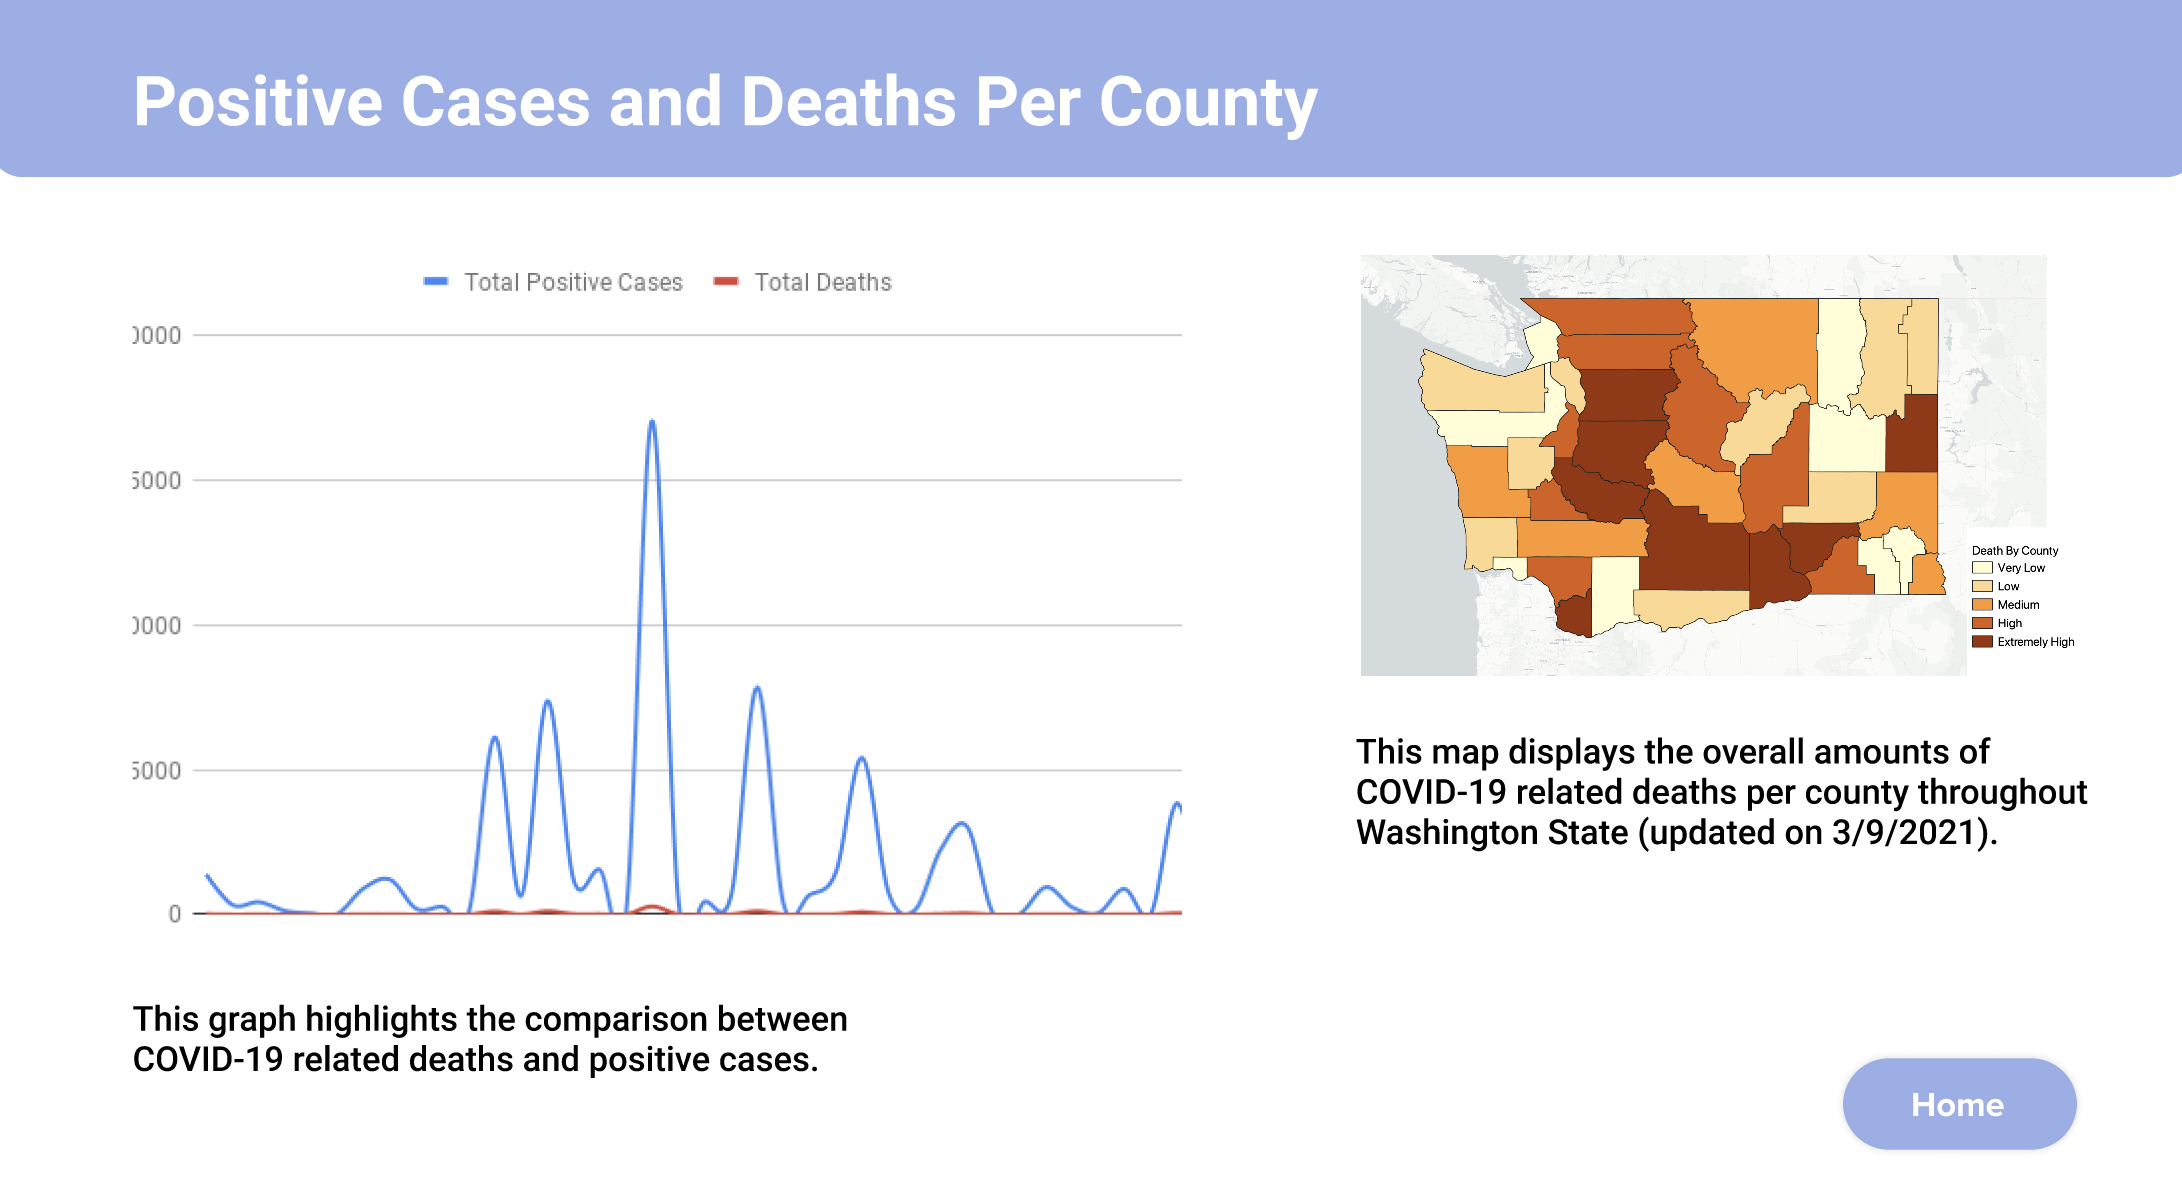 Positive Cases and Deaths Per County
Total Positive Cases Total Deaths
0000
5000
0000
5000
0
Death By County
Very Low
Low
Medium
High
Extremely High
This map displays the overall amounts of
COVID-19 related deaths per county throughout
Washington State (updated on 3/9/2021).
This graph highlights the comparison between
COVID-19 related deaths and positive cases.
Home